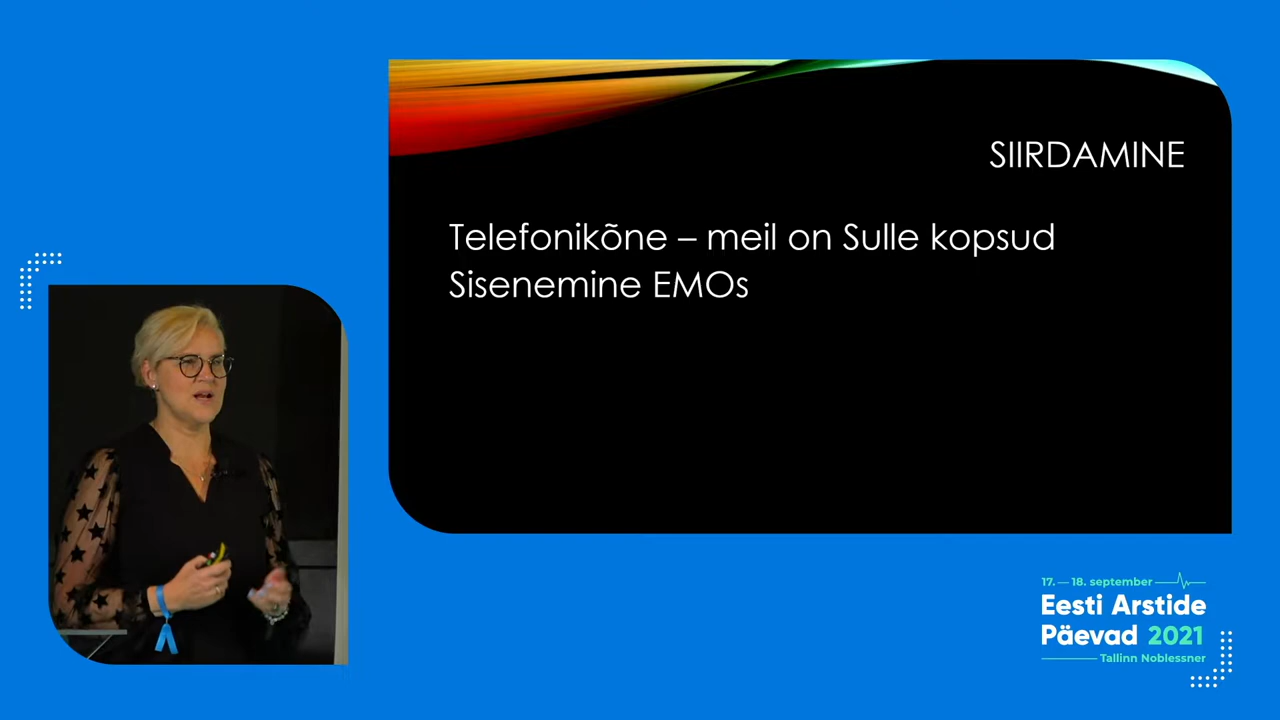 SIIRDAMINE
Telefonikõne – meil on Sulle kopsud
Sisenemine EMOs
17. — 18. september
Eesti Arstide
Päevad 2021
Tallinn Noblessner